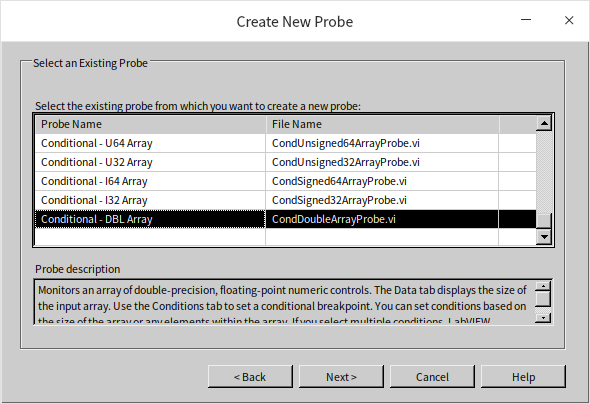 Create New Probe
Select an Existing Probe
Select the existing probe from which you want to create a new probe:
Probe Name File Name
Conditional - U64 Array CondUnsigned64ArrayProbe.vi
Conditional - U32 Array CondUnsigned32ArrayProbe.vi
Conditional - I64 Array CondSigned64ArrayProbe.vi
Conditional - I32 Array CondSigned32ArrayProbe.vi
Conditional - DBL Array CondDoubleArrayProbe.vi
Probe description
Monitors an array of double-precision, floating-point numeric controls. The Data tab displays the size of
the input array. Use the Conditions tab to set a conditional breakpoint. You can set conditions based on
the size of the array or any elements within the array. If you select multiple conditions, LabVIEW
< Back Next > Cancel Help